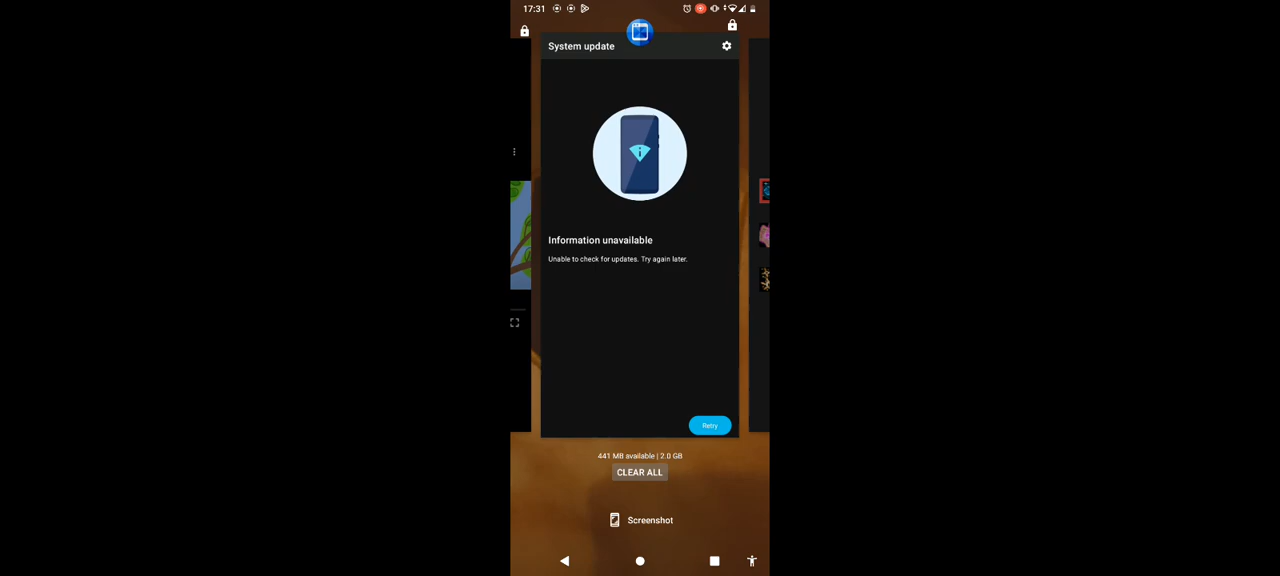 17:31
System update
Information unavailable
Unable to check for updates. Try again later.
Retry
441 MB available | 2.0 GB
CLEAR ALL
Screenshot